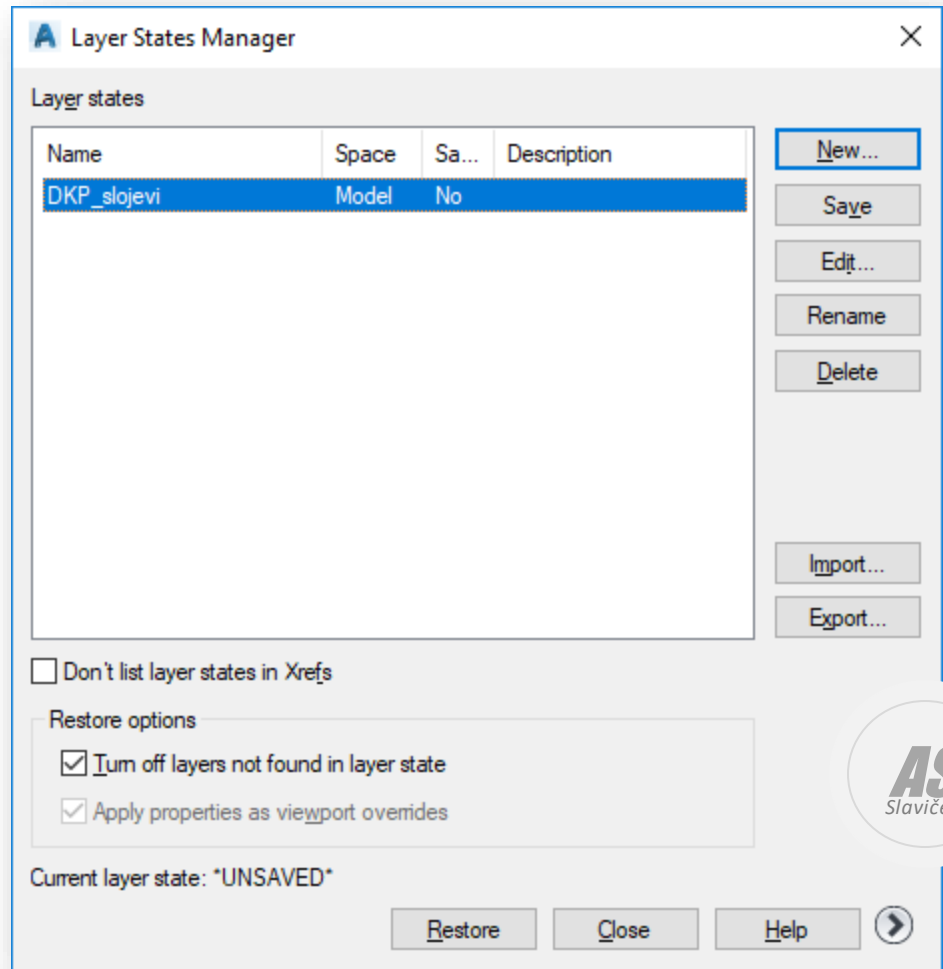 Layer States Manager
Layer states
Name Space Sa... Description
DKP_slojevi Model No
New...
Save
Edit...
Rename
Delete
Import...
Export...
Don't list layer states in Xrefs
Restore options
Turn off layers not found in layer state
Apply properties as viewport overrides
AS
Current layer state: *UNSAVED*
Restore Close Help